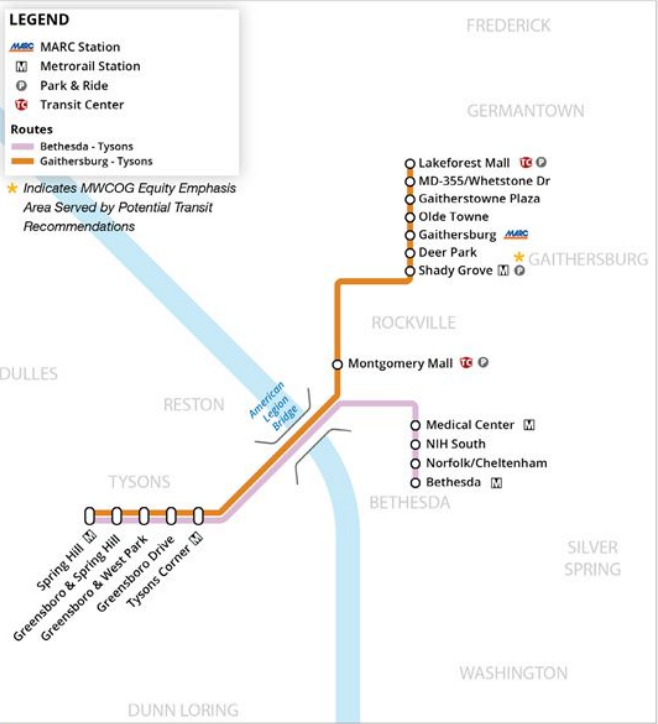 LEGEND
MARC MARC Station
M Metrorail Station
P Park & Ride
TC Transit Center
Routes
Bethesda - Tysons
Gaithersburg - Tysons
* Indicates MWCOG Equity Emphasis
Area Served by Potential Transit
Recommendations
FREDERICK
GERMANTOWN
Lakeforest Mall TC P
MD-355/Whetstone Dr
Gaitherstowne Plaza
Olde Towne
Gaithersburg MARC
Deer Park
* GAITHERSBURG
Shady Grove M P
ROCKVILLE
Montgomery Mall TC P
DULLES
RESTON
American
Legion
Bridge
Medical Center M
NIH South
Norfolk/Cheltenham
Bethesda M
BETHESDA
TYSONS
Spring Hill M
Greensboro & Spring Hill
Greensboro & West Park
Greensboro Drive
Tysons Corner M
SILVER
SPRING
WASHINGTON
DUNN LORING